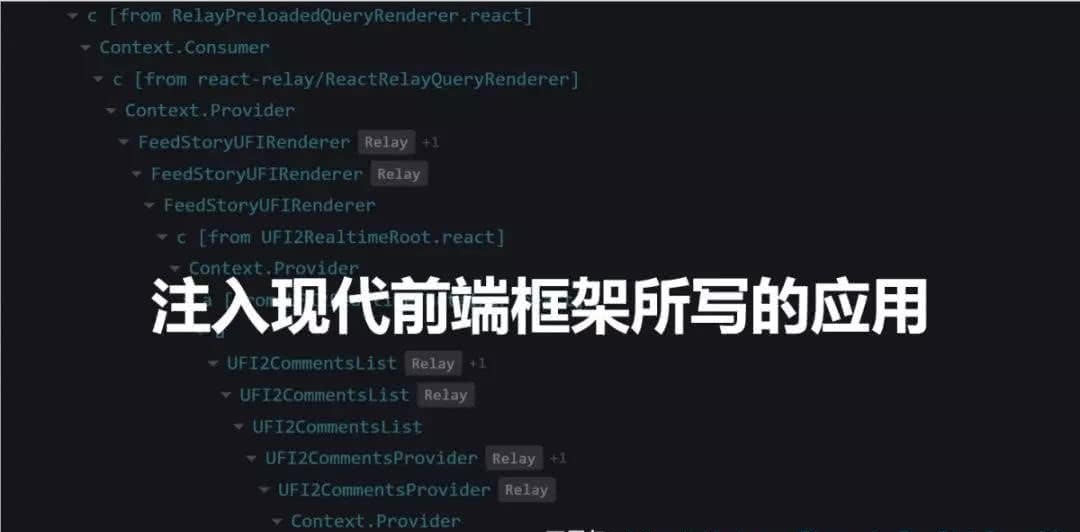 c [from RelayPreloadedQueryRenderer.react]
Context.Consumer
c [from react-relay/ReactRelayQueryRenderer]
Context.Provider
FeedStoryUFIRenderer Relay +1
FeedStoryUFIRenderer Relay
FeedStoryUFIRenderer
c [from UFI2RealtimeRoot.react]
Context.Provider
注入现代前端框架所写的应用
UFI2CommentsList Relay +1
UFI2CommentsList Relay
UFI2CommentsList
UFI2CommentsProvider Relay +1
UFI2CommentsProvider Relay
Context.Provider